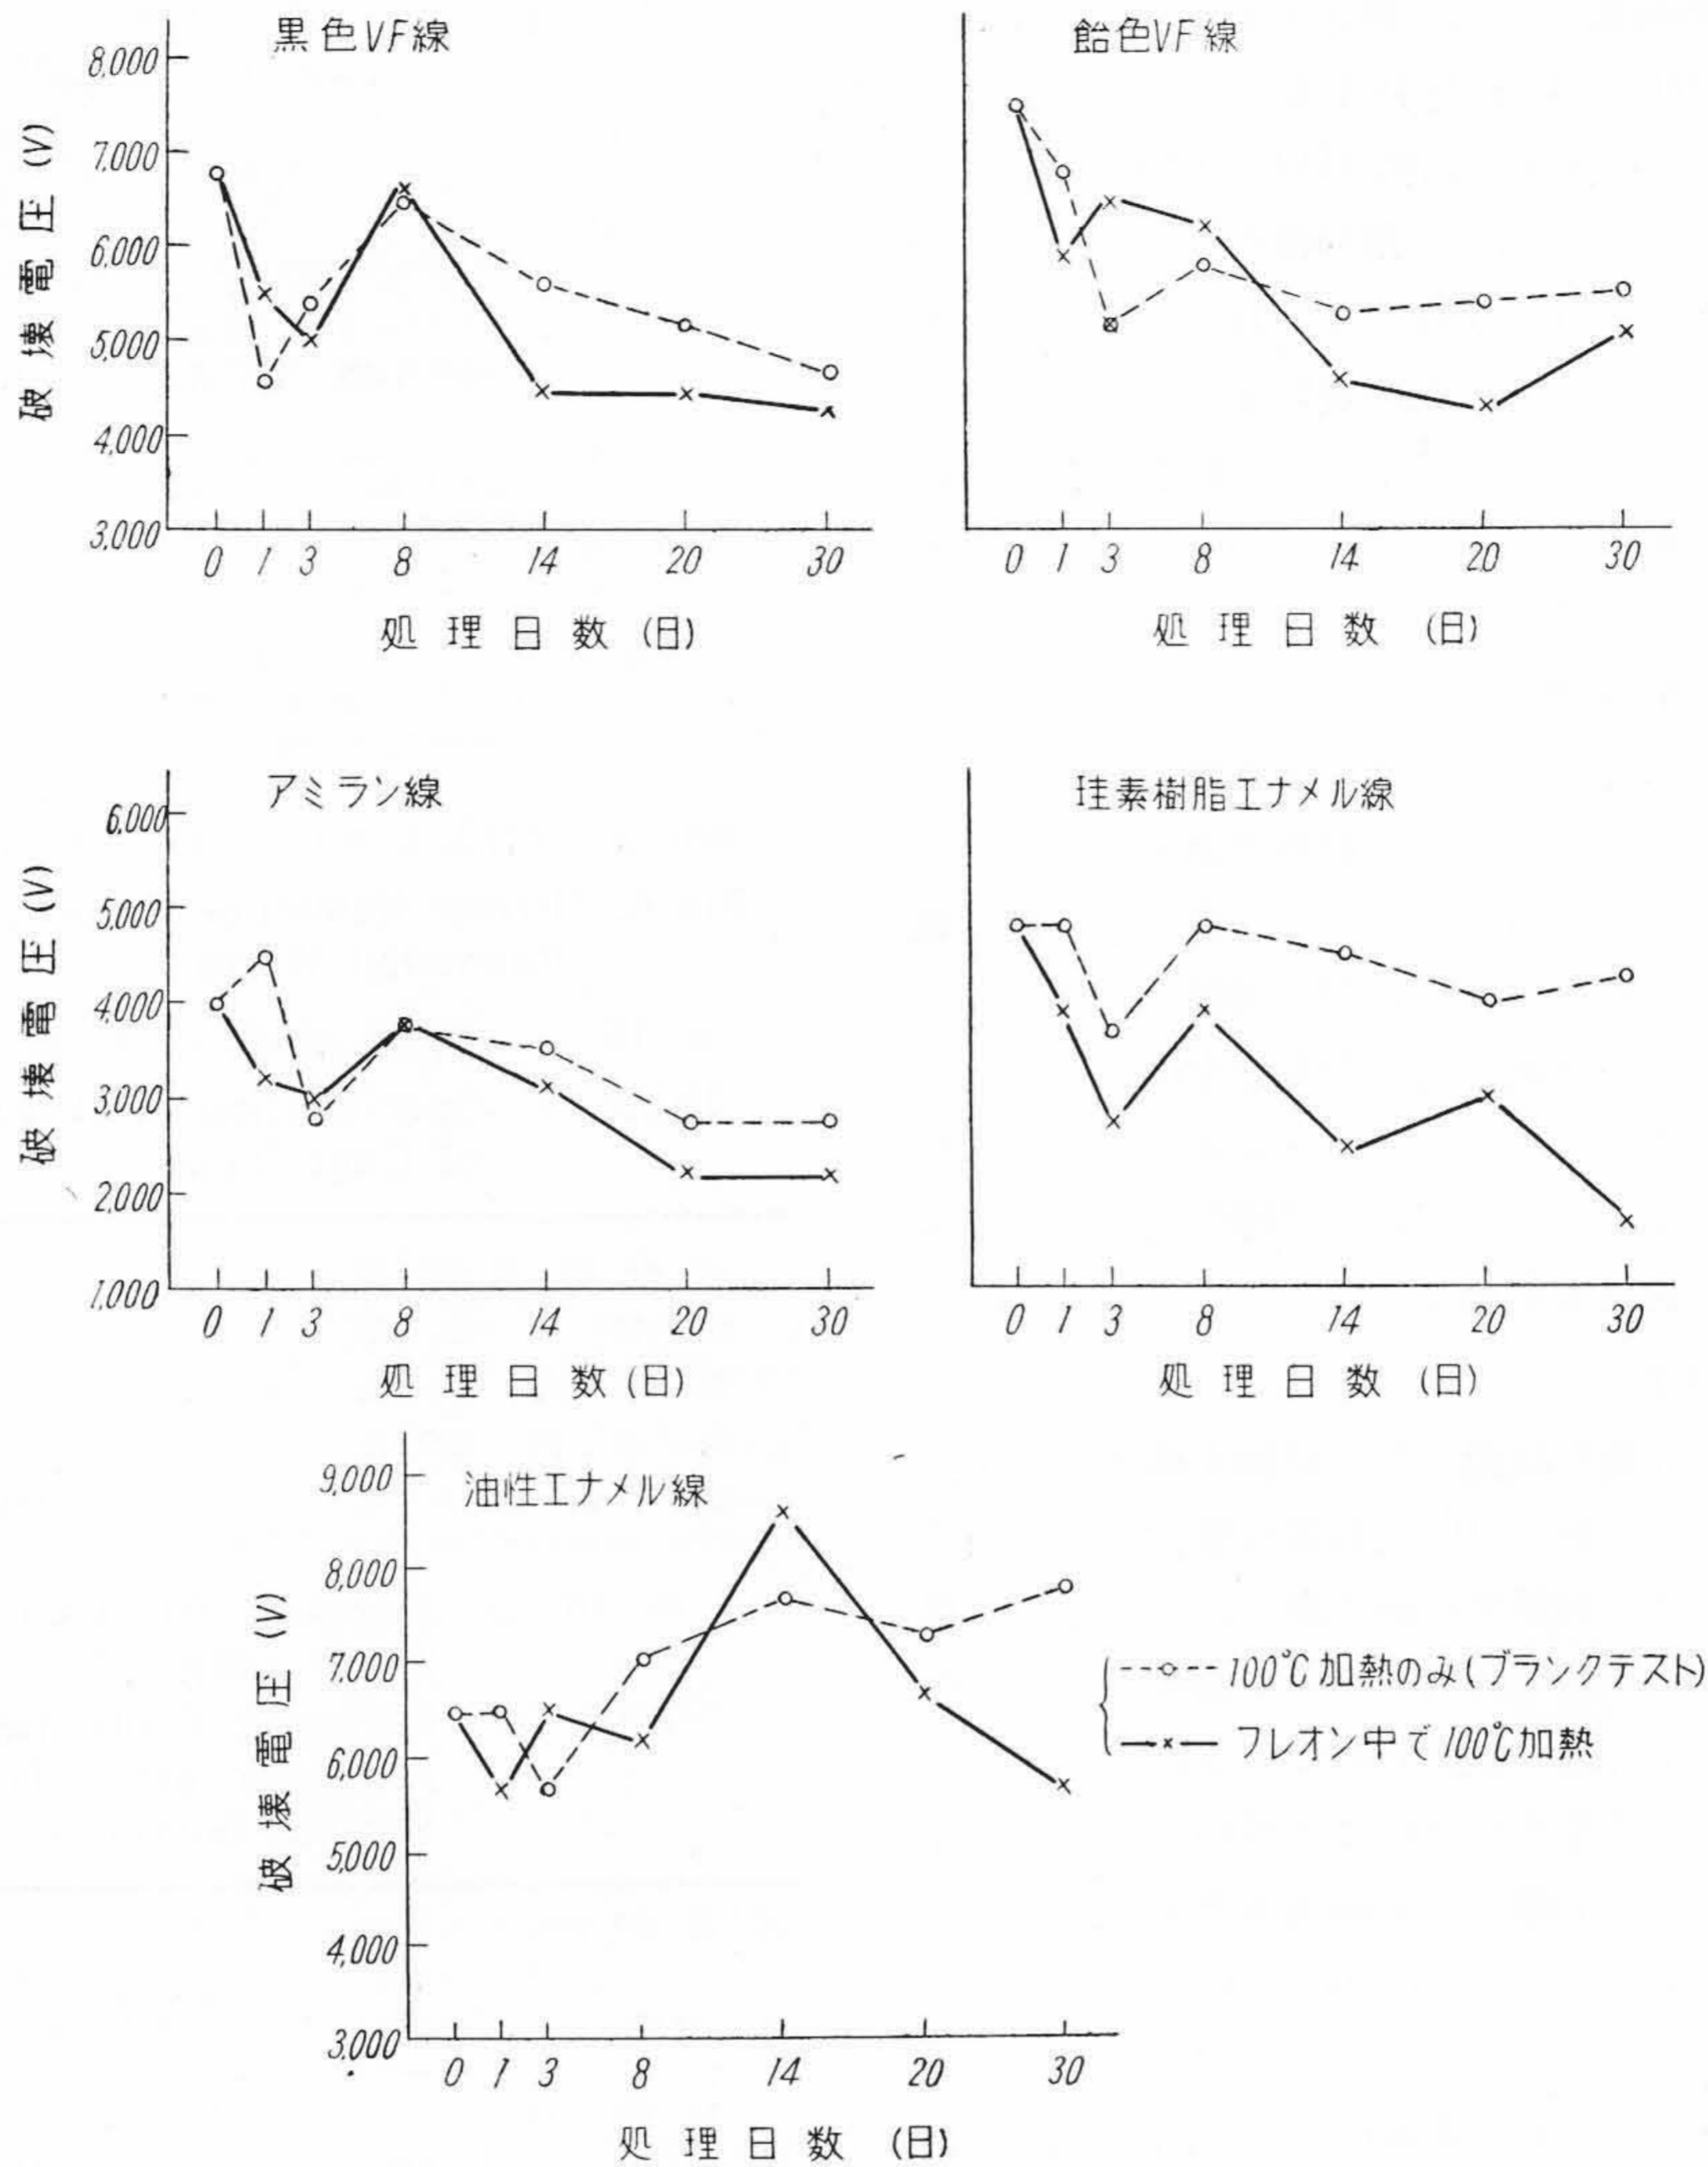 黒色VF線
破壊電圧(V)
8,000
7,000
6,000
5,000
4,000
3,000
0 1 3 8 14 20 30
処理日数(日)
飴色VF線
0 1 3 8 14 20 30
処理日数(日)
アミラン線
破壊電圧(V)
6,000
5,000
4,000
3,000
2,000
1,000
0 1 3 8 14 20 30
処理日数(日)
珪素樹脂エナメル線
0 1 3 8 14 20 30
処理日数(日)
油性エナメル線
破壊電圧(V)
9,000
8,000
7,000
6,000
5,000
4,000
3,000
0 1 3 8 14 20 30
処理日数(日)
100℃加熱のみ(ブランクテスト)
フレオン中で100℃加熱